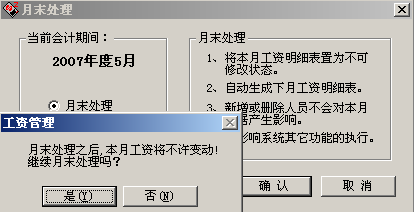 月末处理
当前会计期间：
2007年度5月
月末处理
月末处理
1、将本月工资明细表置为不可
修改状态。
2、自动生成下月工资明细表。
3、新增或删除人员不会对本月
据产生影响。
影响系统其它功能的执行。
工资管理
月末处理之后,本月工资将不许变动!
继续月末处理吗?
是(Y)
否(N)
确 认
取 消